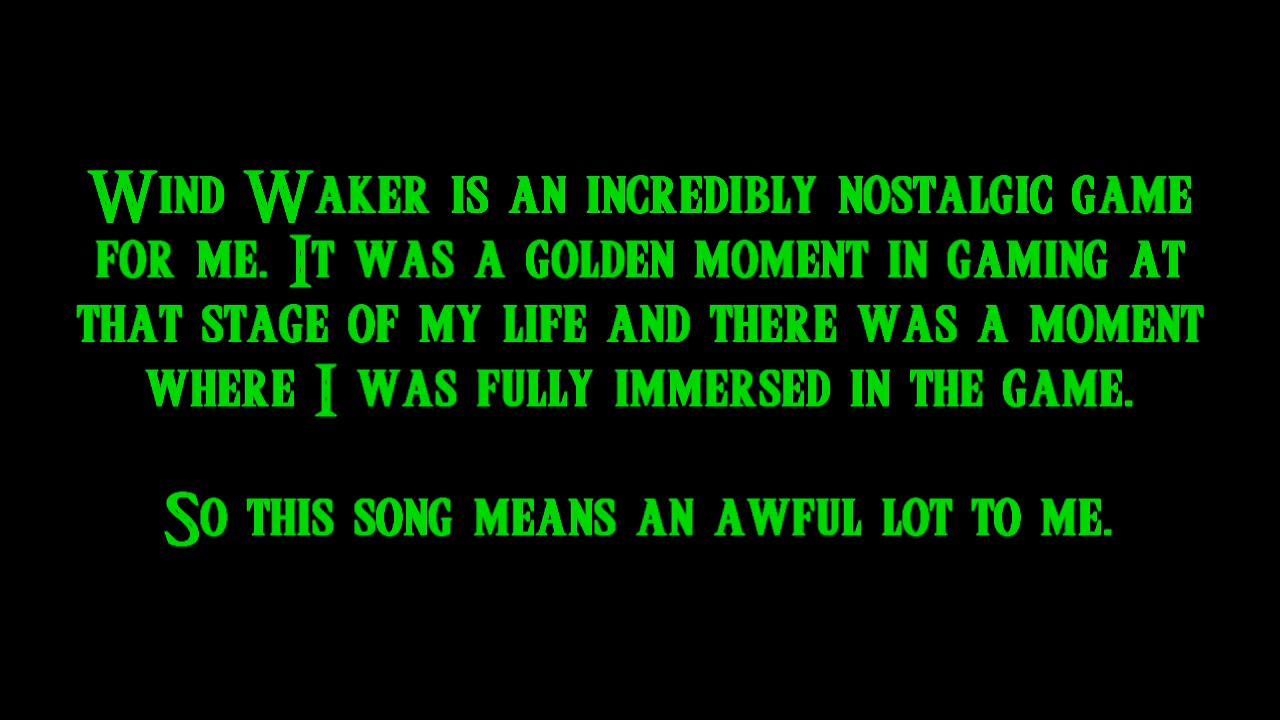 Wind Waker is an incredibly nostalgic game
for me. It was a golden moment in gaming at
that stage of my life and there was a moment
where I was fully immersed in the game.
So this song means an awful lot to me.